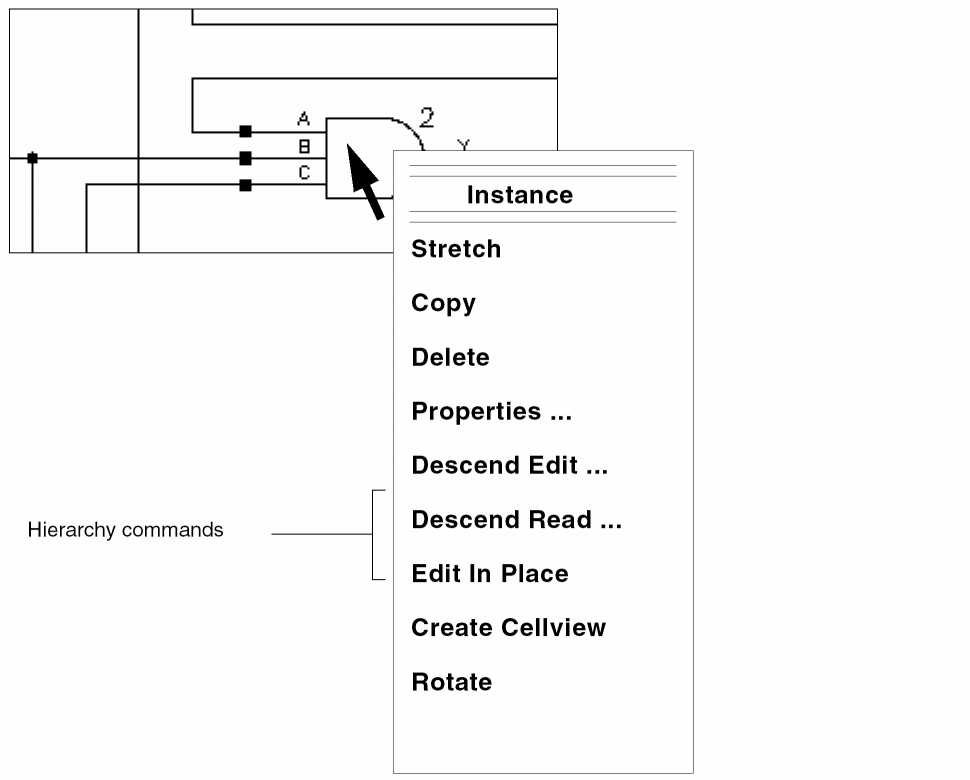 A
2
B
Y
C
Instance
Stretch
Copy
Delete
Properties ...
Descend Edit ...
Descend Read ...
Hierarchy commands
Edit In Place
Create Cellview
Rotate